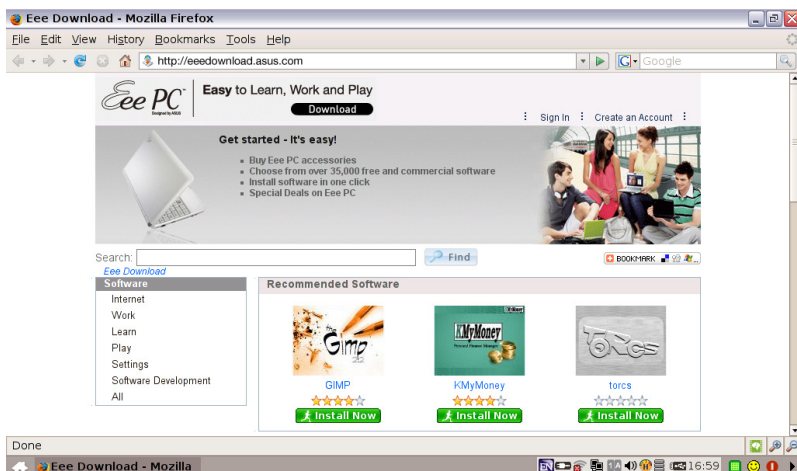 Eee Download - Mozilla Firefox
File Edit View History Bookmarks Tools Help
http://eeedownload.asus.com
G Google
Eee PC
Easy to Learn, Work and Play
Download
Sign In
Create an Account
Get started - It's easy!
Buy Eee PC accessories
Choose from over 35,000 free and commercial software
Install software in one click
Special Deals on Eee PC
Search:
Find
BOOKMARK
Eee Download
Software
Internet
Work
Learn
Play
Settings
Software Development
All
Recommended Software
Gimp
KMyMoney
TORCS
GIMP
KMyMoney
torcs
Install Now
Install Now
Install Now
Done
Eee Download - Mozilla
16:59